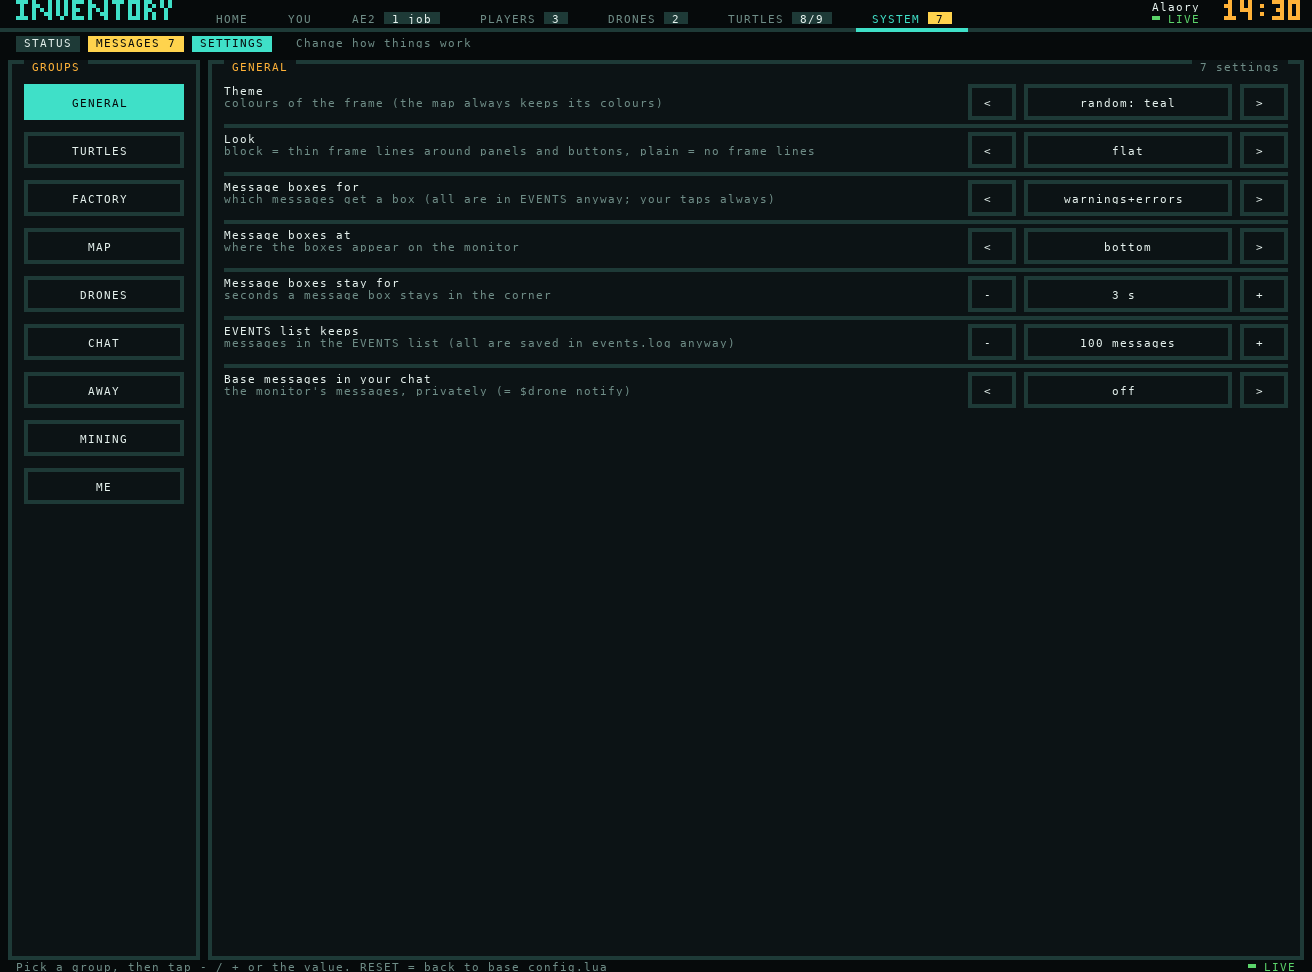 INVENTORY HOME YOU AE2 1 job PLAYERS 3 DRONES 2 TURTLES 8/9 SYSTEM 7 Alaory LIVE 14:30
STATUS MESSAGES 7 SETTINGS Change how things work
GROUPS
GENERAL
TURTLES
FACTORY
MAP
DRONES
CHAT
AWAY
MINING
ME
GENERAL 7 settings
Theme
colours of the frame (the map always keeps its colours)
< random: teal >
Look
block = thin frame lines around panels and buttons, plain = no frame lines
< flat >
Message boxes for
which messages get a box (all are in EVENTS anyway; your taps always)
< warnings+errors >
Message boxes at
where the boxes appear on the monitor
< bottom >
Message boxes stay for
seconds a message box stays in the corner
- 3 s +
EVENTS list keeps
messages in the EVENTS list (all are saved in events.log anyway)
- 100 messages +
Base messages in your chat
the monitor's messages, privately (= $drone notify)
< off >
Pick a group, then tap - / + or the value. RESET = back to base config.lua LIVE